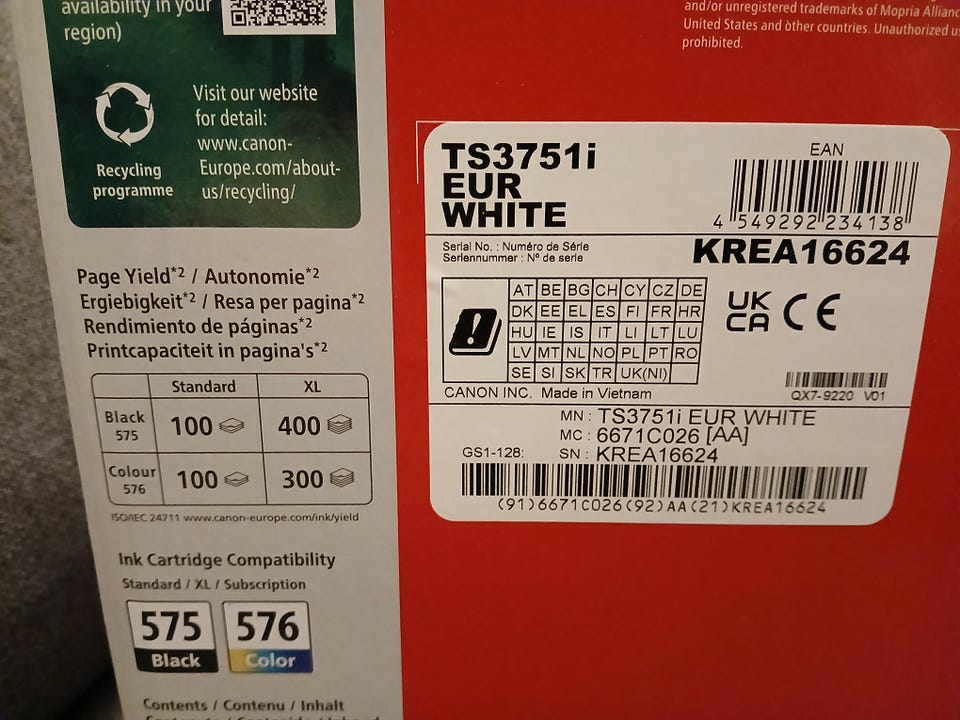 availability in your
region)
Recycling
programme
Visit our website
for detail:
www.canon-
Europe.com/about-
us/recycling/
Page Yield*2 / Autonomie*2
Ergiebigkeit*2 / Resa per pagina*2
Rendimiento de páginas*2
Printcapaciteit in pagina's*2
Standard XL
Black
575
100 400
Colour
576
100 300
ISO/IEC 24711 www.canon-europe.com/ink/yield
Ink Cartridge Compatibility
Standard / XL / Subscription
575 576
Black Color
Contents / Contenu / Inhalt
and/or unregistered trademarks of Mopria Allianc
United States and other countries. Unauthorized us
prohibited.
TS3751i
EUR
WHITE
EAN
4 549292 234138
Serial No. : Numéro de Série
Seriennummer : Nº de serie
KREA16624
AT BE BG CH CY CZ DE
DK EE EL ES FI FR HR
HU IE IS IT LI LT LU
LV MT NL NO PL PT RO
SE SI SK TR UK(NI)
UK
CA CE
CANON INC. Made in Vietnam
QX7-9220 V01
MN : TS3751i EUR WHITE
MC : 6671C026 [AA]
GS1-128: SN : KREA16624
(91)6671C026(92)AA(21)KREA16624